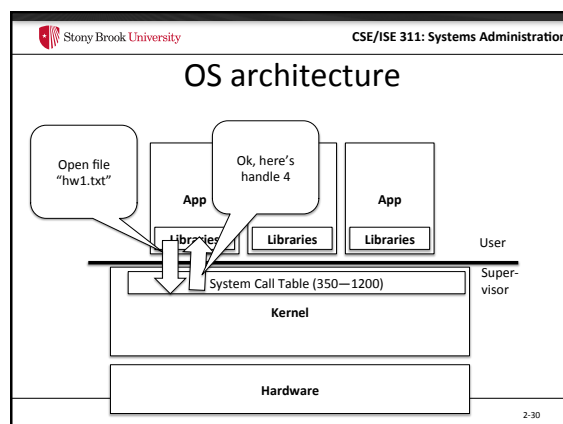 Stony Brook University
CSE/ISE 311: Systems Administration
OS architecture
Open file
"hw1.txt"
Ok, here's
handle 4
App
App
Libraries
Libraries
Libraries
User
Super-
visor
System Call Table (350—1200)
Kernel
Hardware
2-30